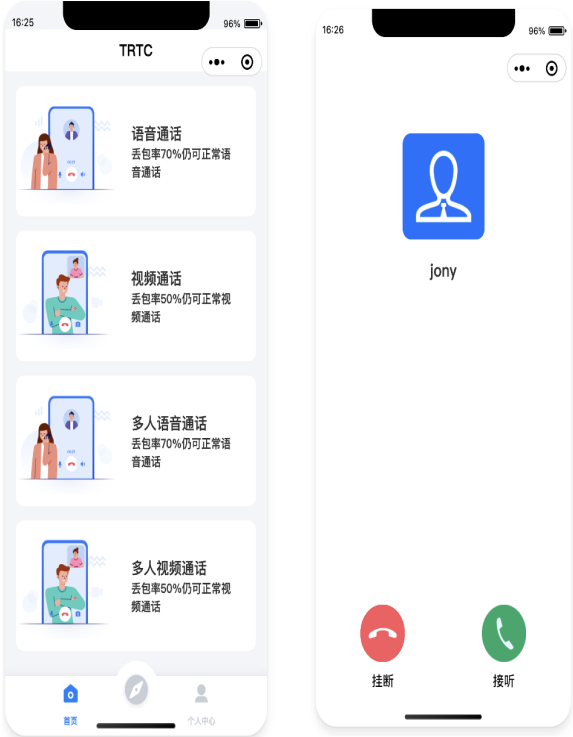 16:25
96%
TRTC
语音通话
丢包率70%仍可正常语
音通话
视频通话
丢包率50%仍可正常视
频通话
多人语音通话
丢包率70%仍可正常语
音通话
多人视频通话
丢包率50%仍可正常视
频通话
首页
个人中心
16:26
96%
jony
挂断
接听